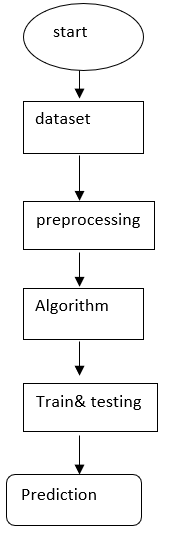 start
dataset
preprocessing
Algorithm
Train& testing
Prediction